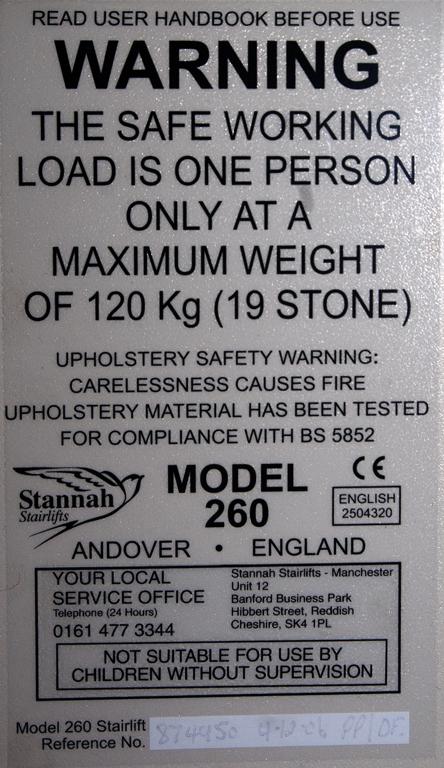 READ USER HANDBOOK BEFORE USE
WARNING
THE SAFE WORKING
LOAD IS ONE PERSON
ONLY AT A
MAXIMUM WEIGHT
OF 120 Kg (19 STONE)
UPHOLSTERY SAFETY WARNING:
CARELESSNESS CAUSES FIRE
UPHOLSTERY MATERIAL HAS BEEN TESTED
FOR COMPLIANCE WITH BS 5852
Stannah
Stairlifts
MODEL
260
CE
ENGLISH
2504320
ANDOVER • ENGLAND
YOUR LOCAL
SERVICE OFFICE
Telephone (24 Hours)
0161 477 3344
Stannah Stairlifts - Manchester
Unit 12
Banford Business Park
Hibbert Street, Reddish
Cheshire, SK4 1PL
NOT SUITABLE FOR USE BY
CHILDREN WITHOUT SUPERVISION
Model 260 Stairlift
Reference No. 874450 4-12-06 PP/DF.